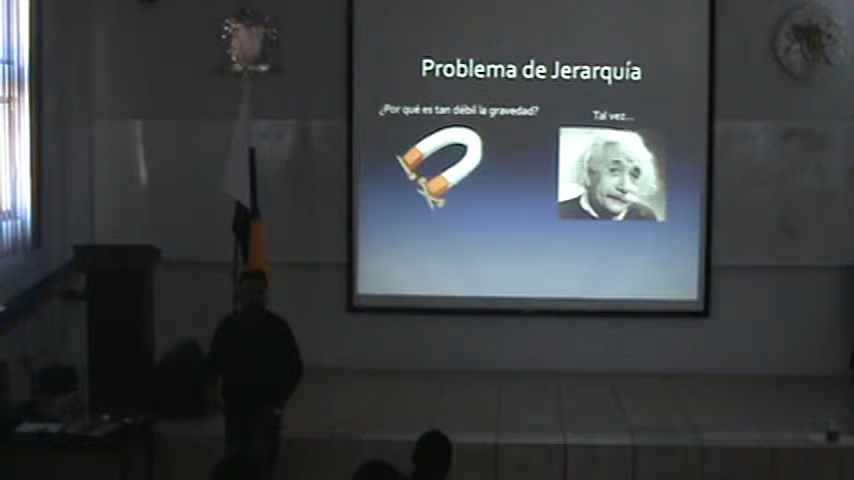 Problema de Jerarquía
¿Por qué es tan débil la gravedad?
Tal vez...